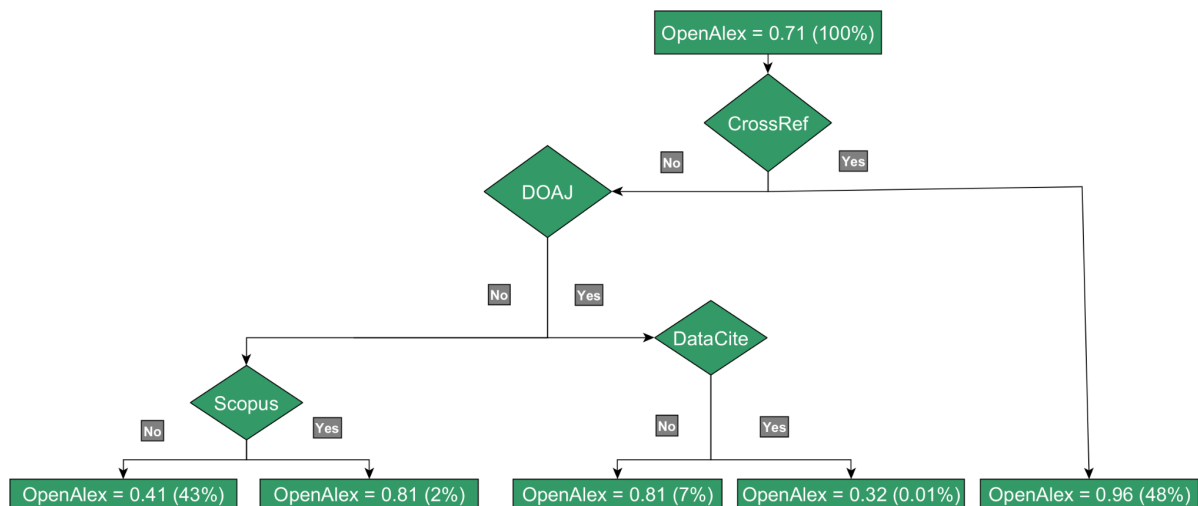 OpenAlex = 0.71 (100%)
CrossRef
No
Yes
DOAJ
No
Yes
DataCite
Scopus
No
Yes
No
Yes
OpenAlex = 0.41 (43%)
OpenAlex = 0.81 (2%)
OpenAlex = 0.81 (7%)
OpenAlex = 0.32 (0.01%)
OpenAlex = 0.96 (48%)